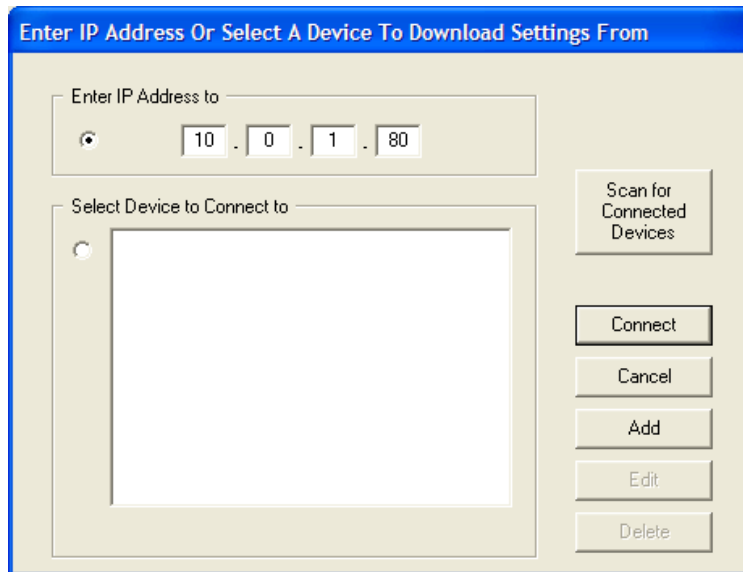 Enter IP Address Or Select A Device To Download Settings From
Enter IP Address to
10 . 0 . 1 . 80
Select Device to Connect to
Scan for
Connected
Devices
Connect
Cancel
Add
Edit
Delete